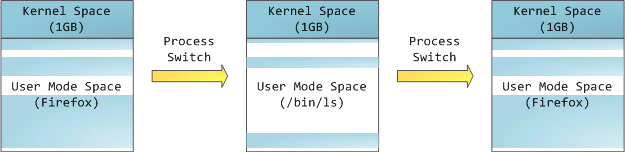 Kernel Space
(1GB)
User Mode Space
(Firefox)
Process
Switch
Kernel Space
(1GB)
User Mode Space
(/bin/ls)
Process
Switch
Kernel Space
(1GB)
User Mode Space
(Firefox)